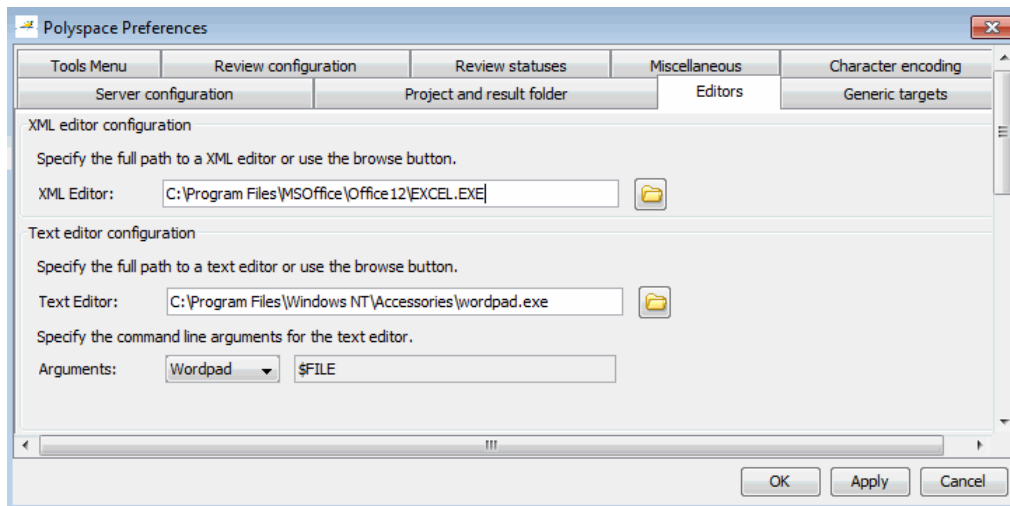 Polyspace Preferences
Tools Menu Review configuration Review statuses Miscellaneous Character encoding
Server configuration Project and result folder Editors Generic targets
XML editor configuration
Specify the full path to a XML editor or use the browse button.
XML Editor: C:\Program Files\MSOffice\Office12\EXCEL.EXE
Text editor configuration
Specify the full path to a text editor or use the browse button.
Text Editor: C:\Program Files\Windows NT\Accessories\wordpad.exe
Specify the command line arguments for the text editor.
Arguments: Wordpad $FILE
OK Apply Cancel